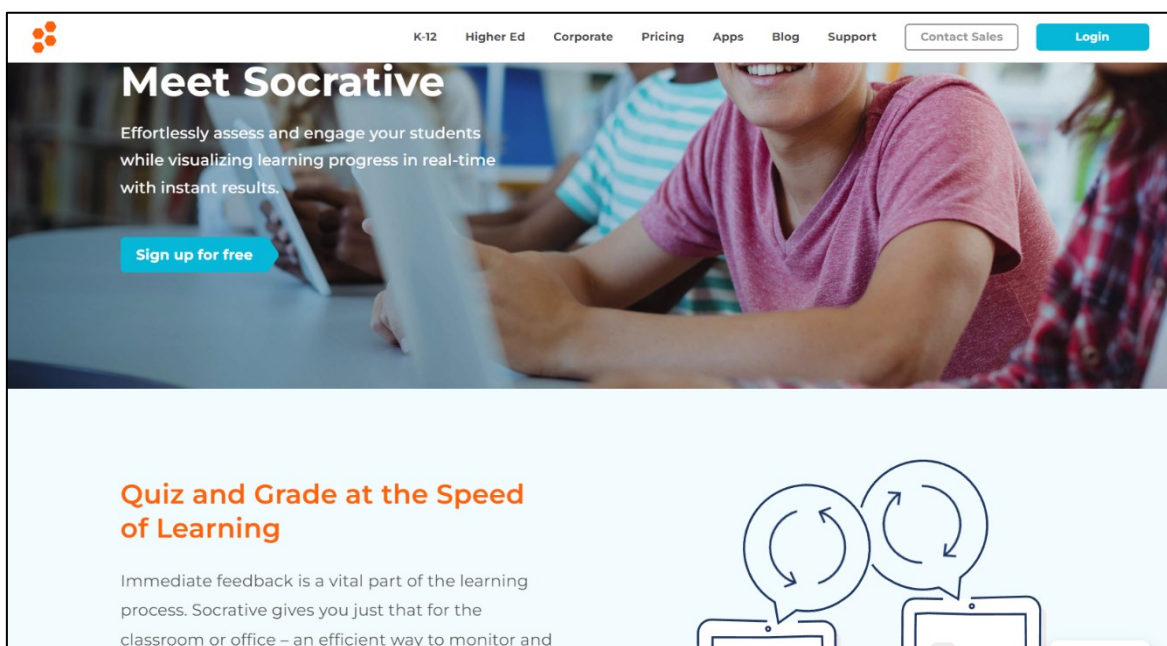 K-12 Higher Ed Corporate Pricing Apps Blog Support Contact Sales Login
Meet Socrative
Effortlessly assess and engage your students
while visualizing learning progress in real-time
with instant results.
Sign up for free
Quiz and Grade at the Speed
of Learning
Immediate feedback is a vital part of the learning
process. Socrative gives you just that for the
classroom or office – an efficient way to monitor and